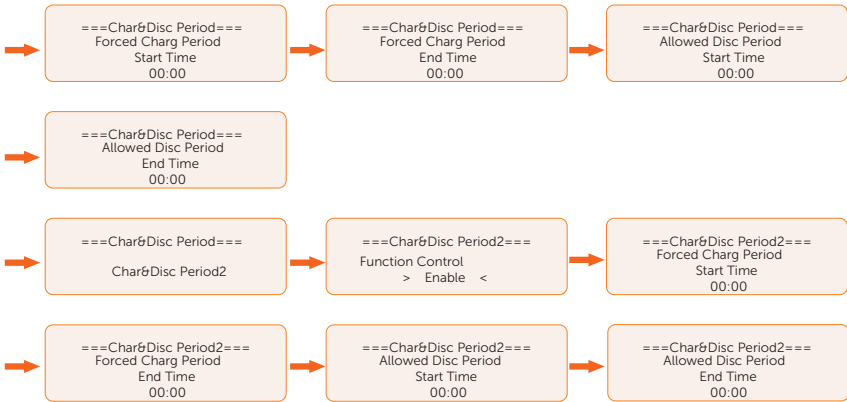 ===Char&Disc Period===
Forced Charg Period
Start Time
00:00
===Char&Disc Period===
Forced Charg Period
End Time
00:00
===Char&Disc Period===
Allowed Disc Period
Start Time
00:00
===Char&Disc Period===
Allowed Disc Period
End Time
00:00
===Char&Disc Period===
Char&Disc Period2
===Char&Disc Period2===
Function Control
> Enable <
===Char&Disc Period2===
Forced Charg Period
Start Time
00:00
===Char&Disc Period2===
Forced Charg Period
End Time
00:00
===Char&Disc Period2===
Allowed Disc Period
Start Time
00:00
===Char&Disc Period2===
Allowed Disc Period
End Time
00:00